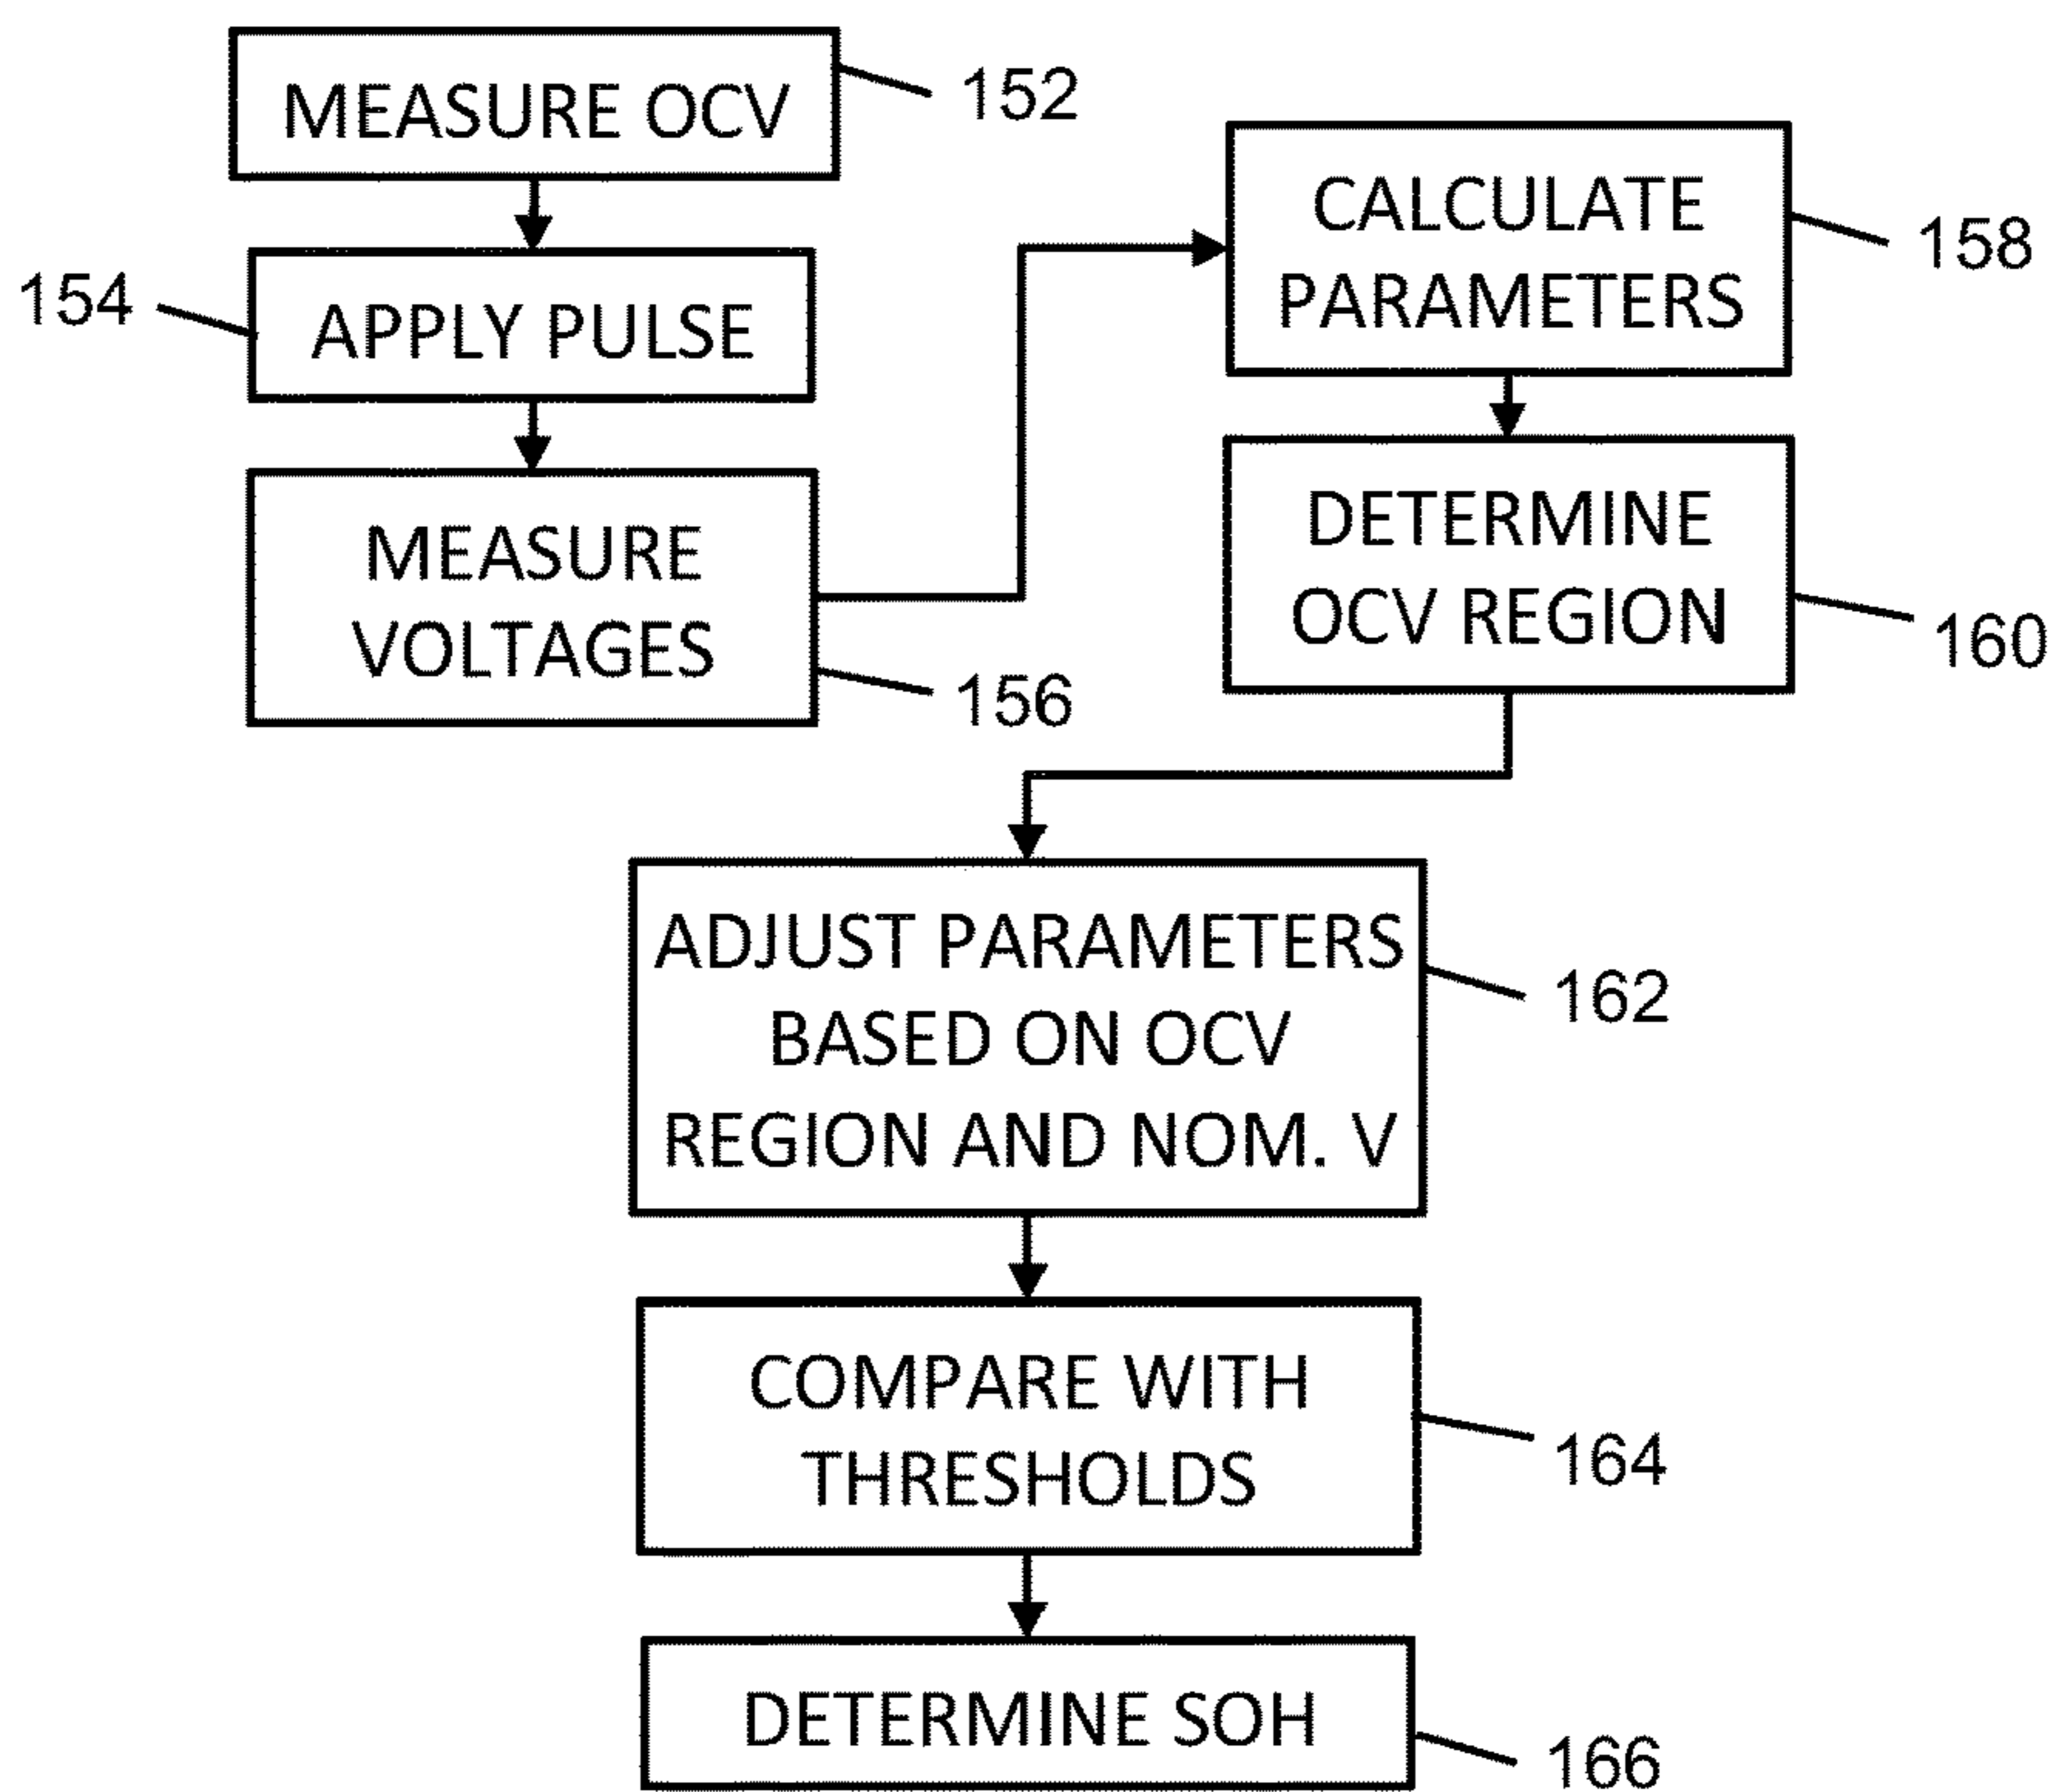 MEASURE OCV
152
154
APPLY PULSE
MEASURE
VOLTAGES
156
CALCULATE
PARAMETERS
158
DETERMINE
OCV REGION
160
ADJUST PARAMETERS
BASED ON OCV
REGION AND NOM. V
162
COMPARE WITH
THRESHOLDS
164
DETERMINE SOH
166